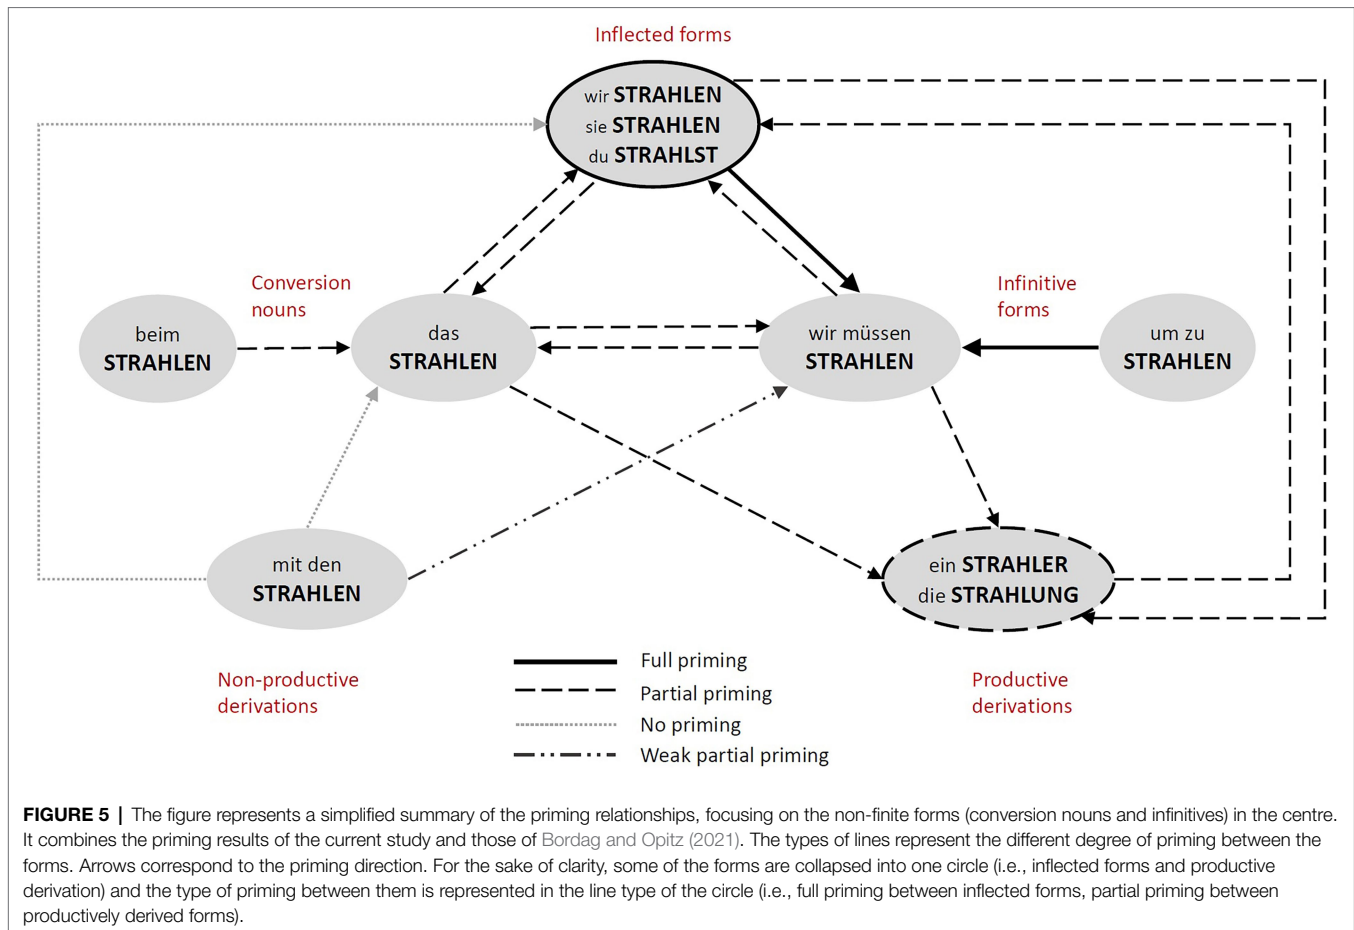 Inflected forms
wir STRAHLEN
sie STRAHLEN
du STRAHLST
Conversion
nouns
Infinitive
forms
beim
STRAHLEN
das
STRAHLEN
wir müssen
STRAHLEN
um zu
STRAHLEN
mit den
STRAHLEN
ein STRAHLER
die STRAHLUNG
Non-productive
derivations
Productive
derivations
Full priming
Partial priming
No priming
Weak partial priming
FIGURE 5 | The figure represents a simplified summary of the priming relationships, focusing on the non-finite forms (conversion nouns and infinitives) in the centre.
It combines the priming results of the current study and those of Bordag and Opitz (2021). The types of lines represent the different degree of priming between the
forms. Arrows correspond to the priming direction. For the sake of clarity, some of the forms are collapsed into one circle (i.e., inflected forms and productive
derivation) and the type of priming between them is represented in the line type of the circle (i.e., full priming between inflected forms, partial priming between
productively derived forms).